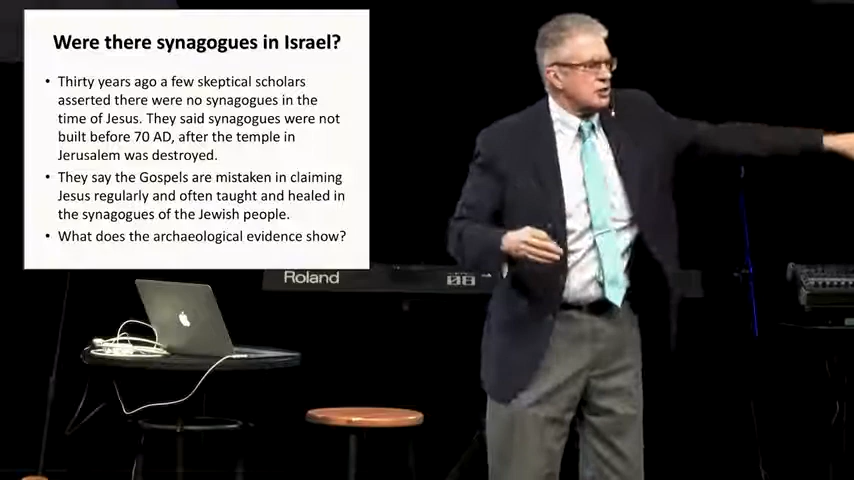 Were there synagogues in Israel?
• Thirty years ago a few skeptical scholars
asserted there were no synagogues in the
time of Jesus. They said synagogues were not
built before 70 AD, after the temple in
Jerusalem was destroyed.
• They say the Gospels are mistaken in claiming
Jesus regularly and often taught and healed in
the synagogues of the Jewish people.
• What does the archaeological evidence show?
Roland
08